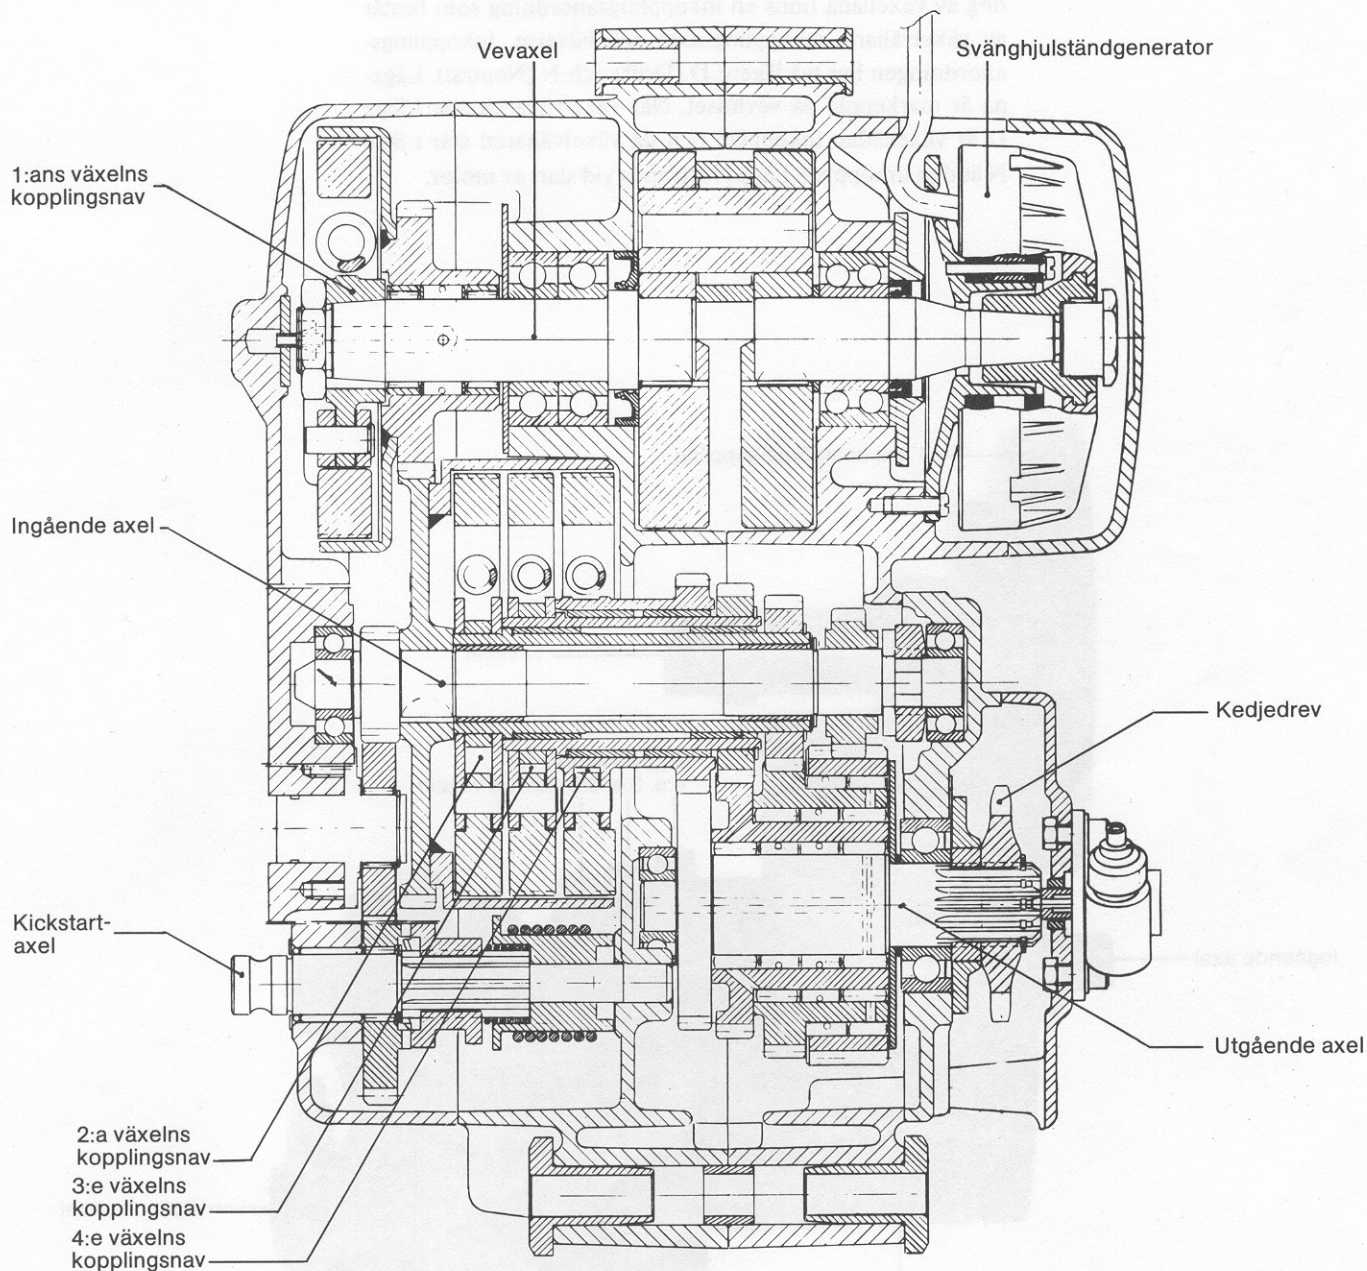 Vevaxel
Svänghjulständgenerator
1:ans växelns
kopplingsnav
Ingående axel
Kedjedrev
Kickstart-
axel
Utgående axel
2:a växelns
kopplingsnav
3:e växelns
kopplingsnav
4:e växelns
kopplingsnav